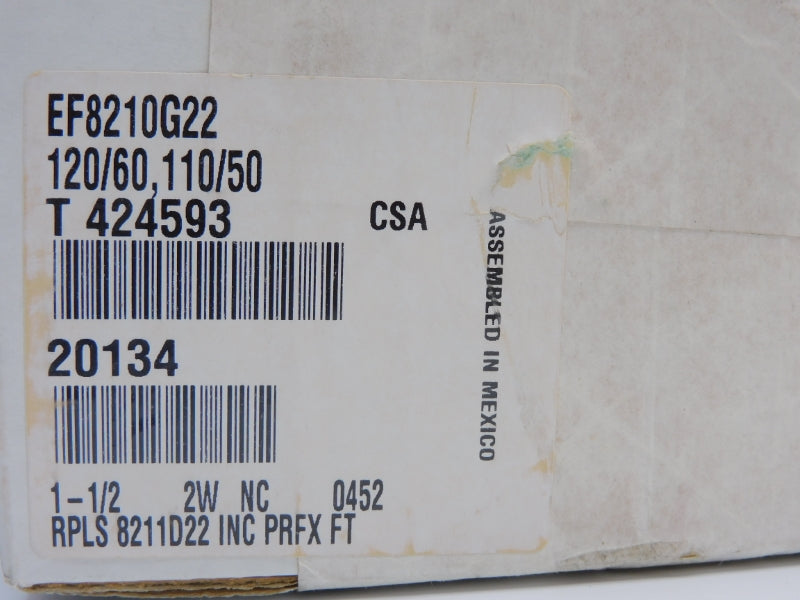 EF8210G22
120/60,110/50
T 424593
CSA
20134
1-1/2 2W NC 0452
RPLS 8211D22 INC PRFX FT
ASSEMBLED IN MEXICO